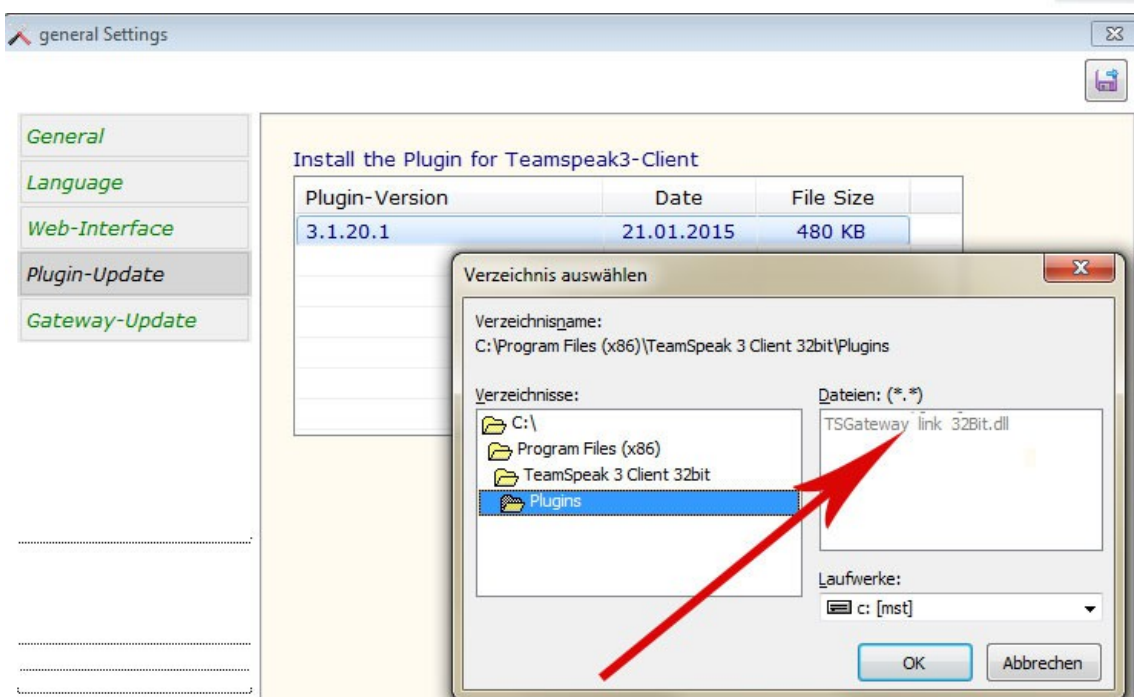 general Settings
General
Language
Web-Interface
Plugin-Update
Gateway-Update
Install the Plugin for Teamspeak3-Client
Plugin-Version Date File Size
3.1.20.1 21.01.2015 480 KB
Verzeichnis auswählen
Verzeichnisname:
C:\Program Files (x86)\TeamSpeak 3 Client 32bit\Plugins
Verzeichnisse:
C:\
Program Files (x86)
TeamSpeak 3 Client 32bit
Plugins
Dateien: (*.*)
TSGateway link 32Bit.dll
Laufwerke:
c: [mst]
OK Abbrechen